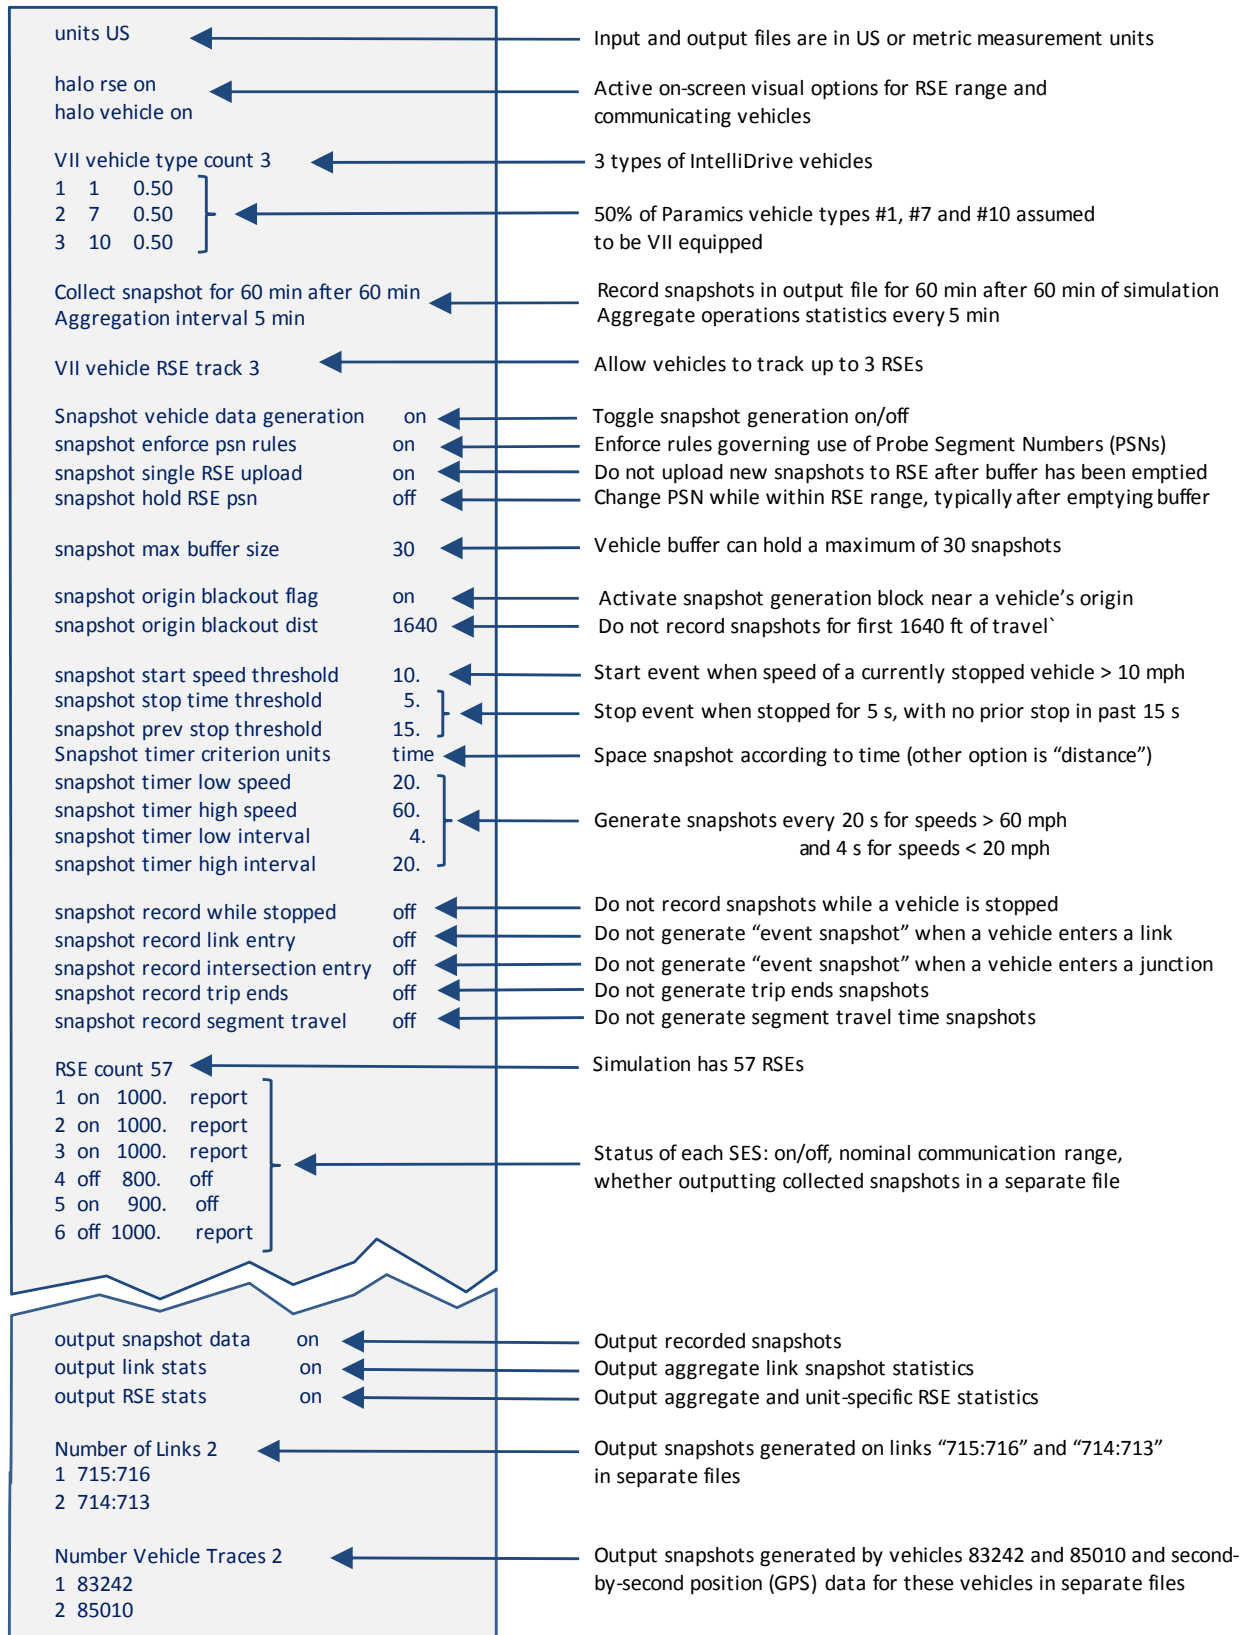 units US
Input and output files are in US or metric measurement units
halo rse on
halo vehicle on
Active on-screen visual options for RSE range and
communicating vehicles
VII vehicle type count 3
3 types of IntelliDrive vehicles
1 1 0.50
2 7 0.50
3 10 0.50
50% of Paramics vehicle types #1, #7 and #10 assumed
to be VII equipped
Collect snapshot for 60 min after 60 min
Aggregation interval 5 min
Record snapshots in output file for 60 min after 60 min of simulation
Aggregate operations statistics every 5 min
VII vehicle RSE track 3
Allow vehicles to track up to 3 RSEs
Snapshot vehicle data generation on
Toggle snapshot generation on/off
snapshot enforce psn rules on
Enforce rules governing use of Probe Segment Numbers (PSNs)
snapshot single RSE upload on
Do not upload new snapshots to RSE after buffer has been emptied
snapshot hold RSE psn off
Change PSN while within RSE range, typically after emptying buffer
snapshot max buffer size 30
Vehicle buffer can hold a maximum of 30 snapshots
snapshot origin blackout flag on
Activate snapshot generation block near a vehicle's origin
snapshot origin blackout dist 1640
Do not record snapshots for first 1640 ft of travel`
snapshot start speed threshold 10.
Start event when speed of a currently stopped vehicle > 10 mph
snapshot stop time threshold 5.
snapshot prev stop threshold 15.
Stop event when stopped for 5 s, with no prior stop in past 15 s
Snapshot timer criterion units time
Space snapshot according to time (other option is “distance”)
snapshot timer low speed 20.
snapshot timer high speed 60.
snapshot timer low interval 4.
snapshot timer high interval 20.
Generate snapshots every 20 s for speeds > 60 mph
and 4 s for speeds < 20 mph
snapshot record while stopped off
Do not record snapshots while a vehicle is stopped
snapshot record link entry off
Do not generate “event snapshot” when a vehicle enters a link
snapshot record intersection entry off
Do not generate “event snapshot” when a vehicle enters a junction
snapshot record trip ends off
Do not generate trip ends snapshots
snapshot record segment travel off
Do not generate segment travel time snapshots
RSE count 57
Simulation has 57 RSEs
1 on 1000. report
2 on 1000. report
3 on 1000. report
4 off 800. off
5 on 900. off
6 off 1000. report
Status of each SES: on/off, nominal communication range,
whether outputting collected snapshots in a separate file
output snapshot data on
Output recorded snapshots
output link stats on
Output aggregate link snapshot statistics
output RSE stats on
Output aggregate and unit-specific RSE statistics
Number of Links 2
1 715:716
2 714:713
Output snapshots generated on links “715:716” and “714:713”
in separate files
Number Vehicle Traces 2
1 83242
2 85010
Output snapshots generated by vehicles 83242 and 85010 and second-
by-second position (GPS) data for these vehicles in separate files